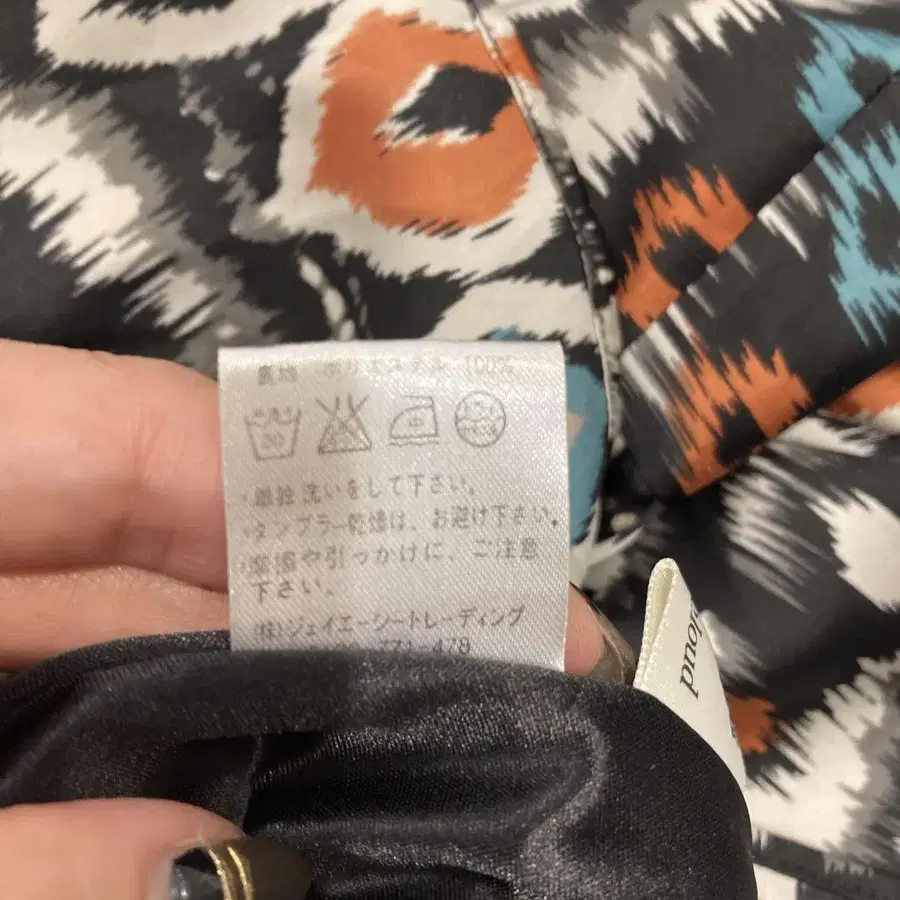 裏地 ポリエステル 100%
・単独洗いをして下さい。
・タンブラー乾燥は、お避け下さい。
・摩擦や引っかけに、ご注意
下さい。
(株)ジェイエーシートレーディング
771-478
loud